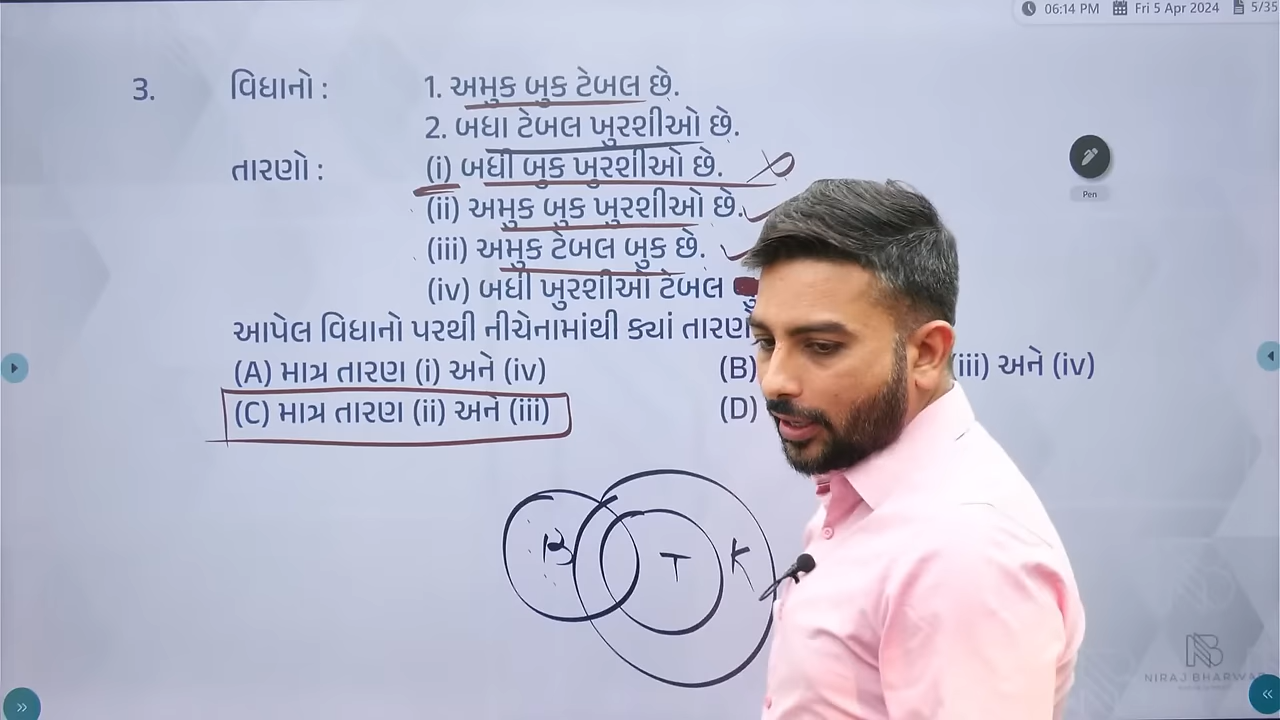 06:14 PM Fri 5 Apr 2024 5/35
3. વિધાનો : 1. અમુક બુક ટેબલ છે.
2. બધા ટેબલ ખુરશીઓ છે.
તારણો : (i) બધી બુક ખુરશીઓ છે.
(ii) અમુક બુક ખુરશીઓ છે.
(iii) અમુક ટેબલ બુક છે.
(iv) બધી ખુરશીઓ ટેબલ
Pen
આપેલ વિધાનો પરથી નીચેનામાંથી ક્યાં તારણ
(A) માત્ર તારણ (i) અને (iv) (B) (iii) અને (iv)
(C) માત્ર તારણ (ii) અને (iii) (D)
B T K
NB
NIRAJ BHARWA